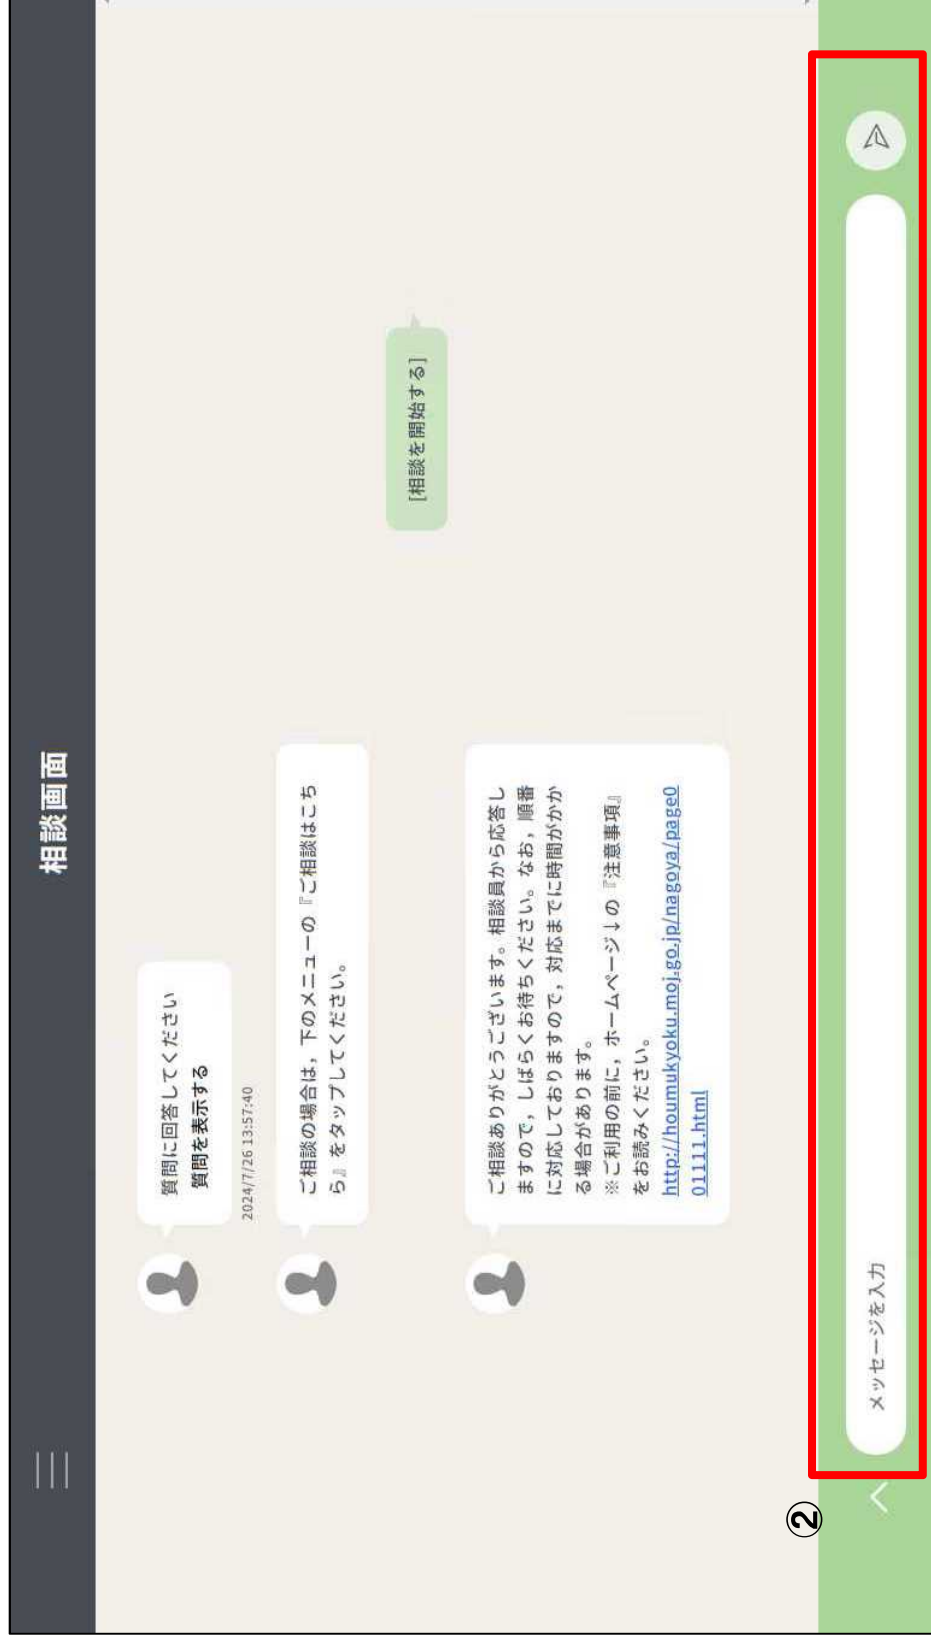 相談画面
質問に回答してください
質問を表示する
2024/7/26 13:57:40
ご相談の場合は，下のメニューの『ご相談はこち
ら』をタップしてください。
[相談を開始する]
ご相談ありがとうございます。相談員から応答し
ますので，しばらくお待ちください。なお，順番
に対応しておりますので，対応までに時間がかか
る場合があります。
※ご利用の前に，ホームページ↓の『注意事項』
をお読みください。
http://houmukyoku.moj.go.jp/nagoya/page0
01111.html
②
メッセージを入力